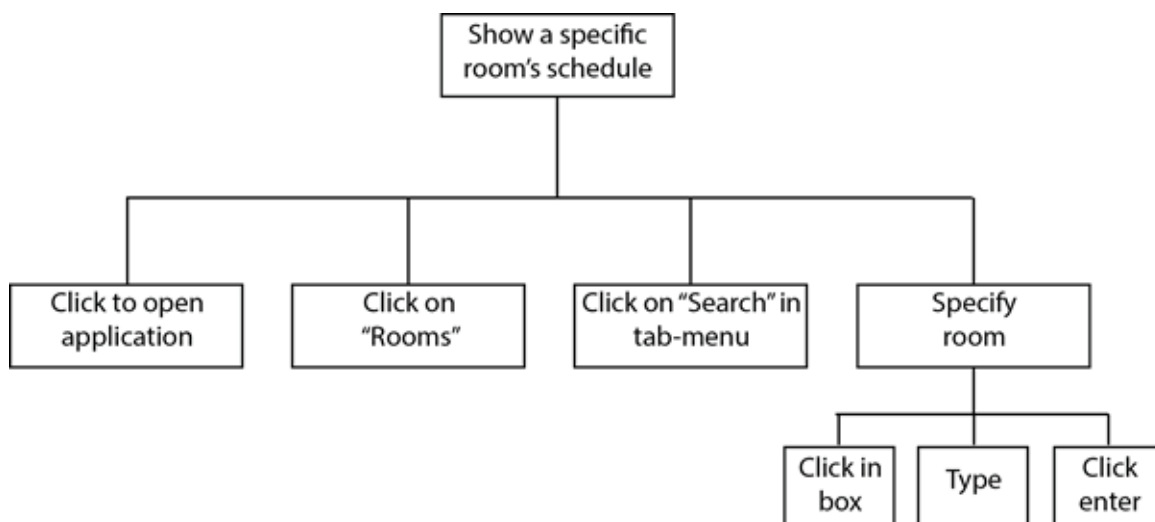 Show a specific
room's schedule
Click to open
application
Click on
“Rooms”
Click on “Search” in
tab-menu
Specify
room
Click in
box
Type
Click
enter